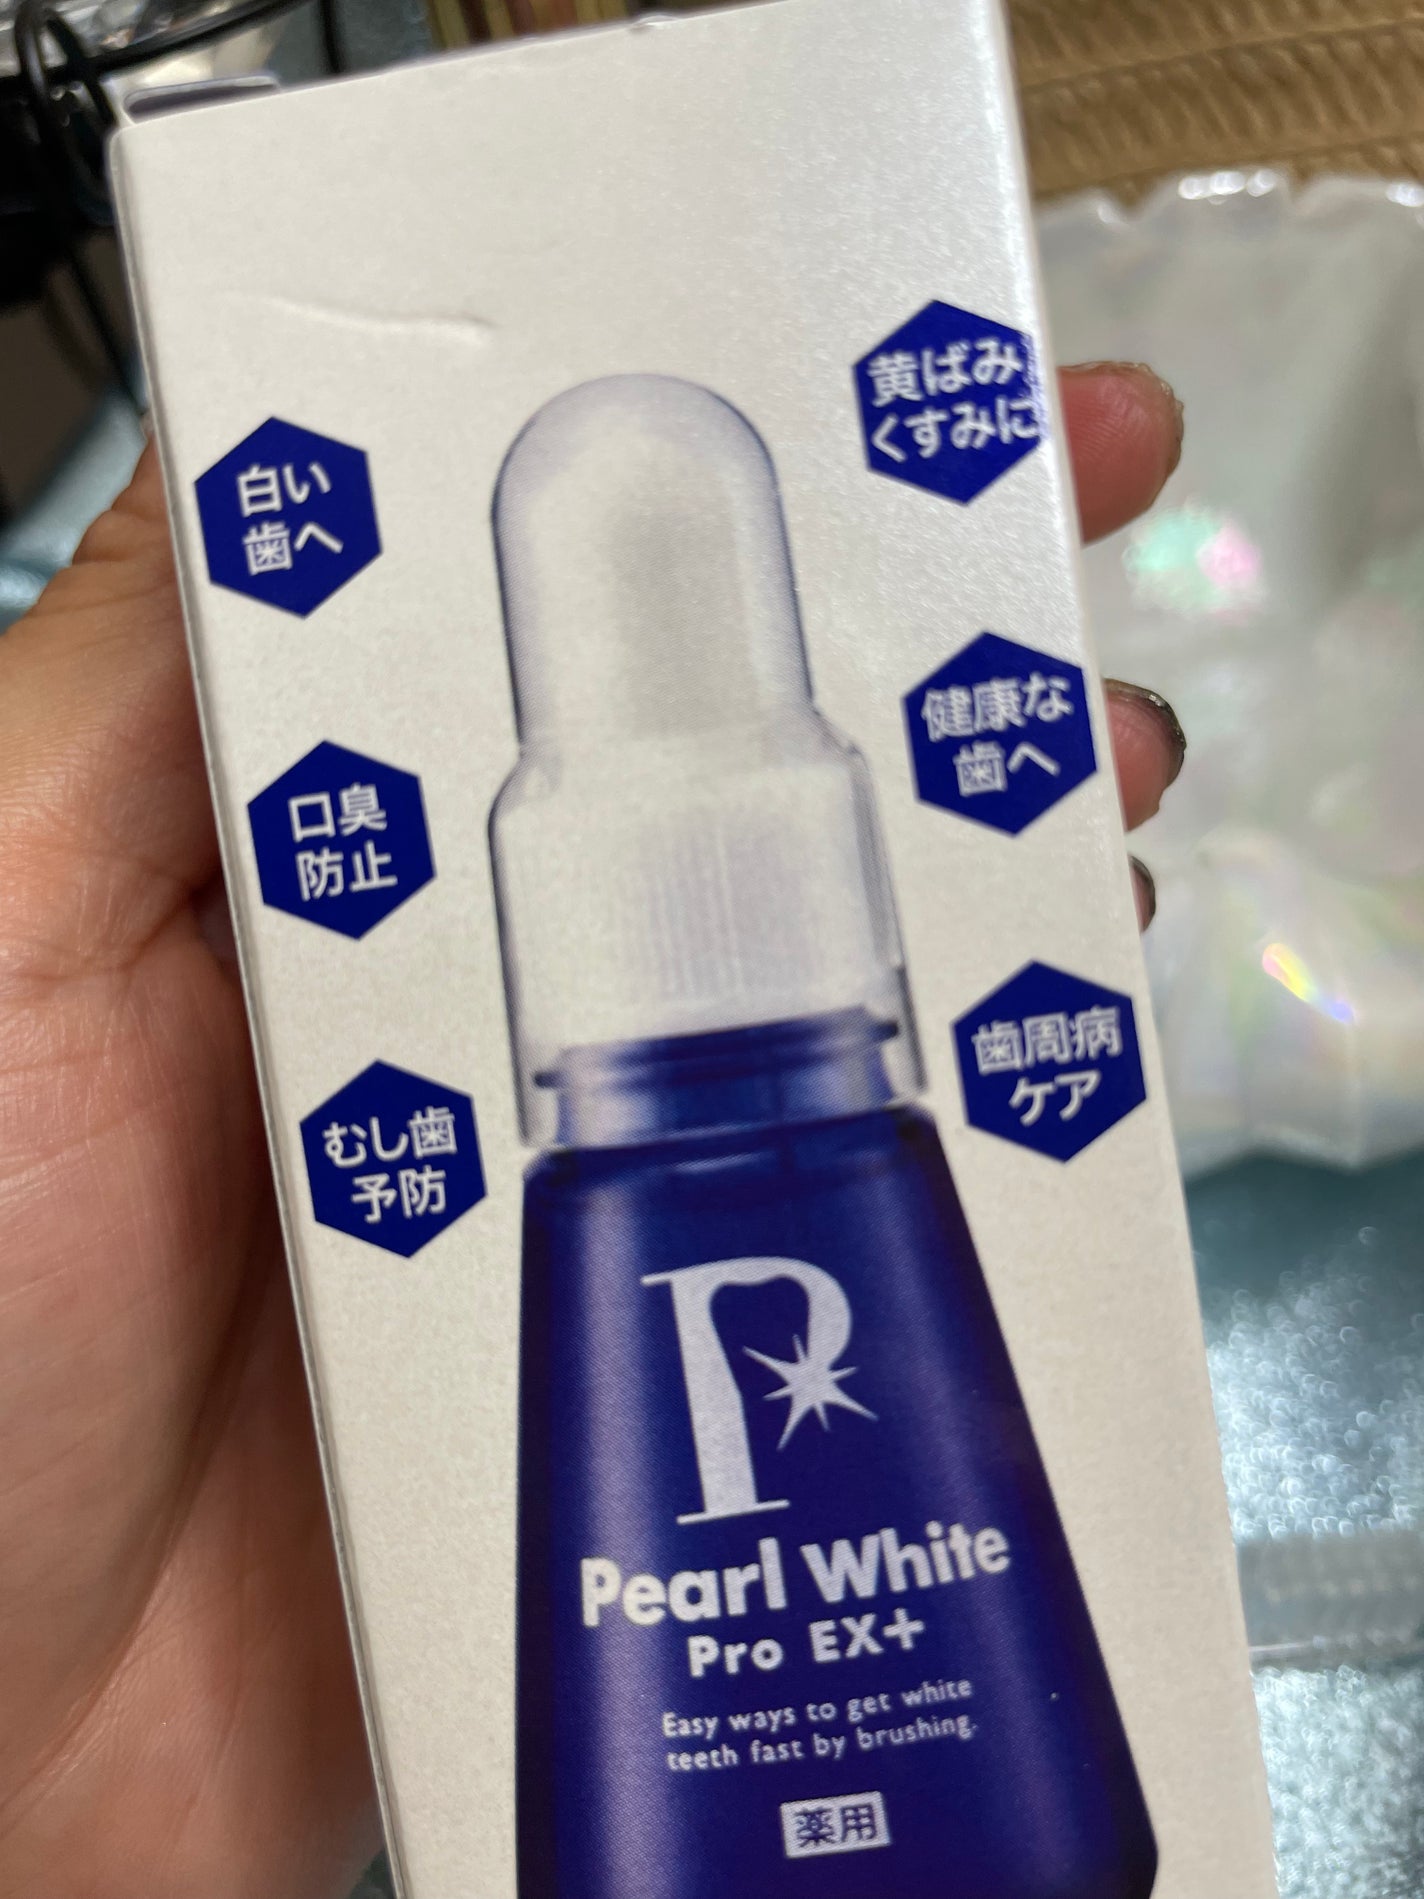 白い
歯へ
黄ばみ
くすみに
口臭
防止
健康な
歯へ
むし歯
予防
歯周病
ケア
P
Pearl White
Pro EX+
Easy ways to get white
teeth fast by brushing.
薬用